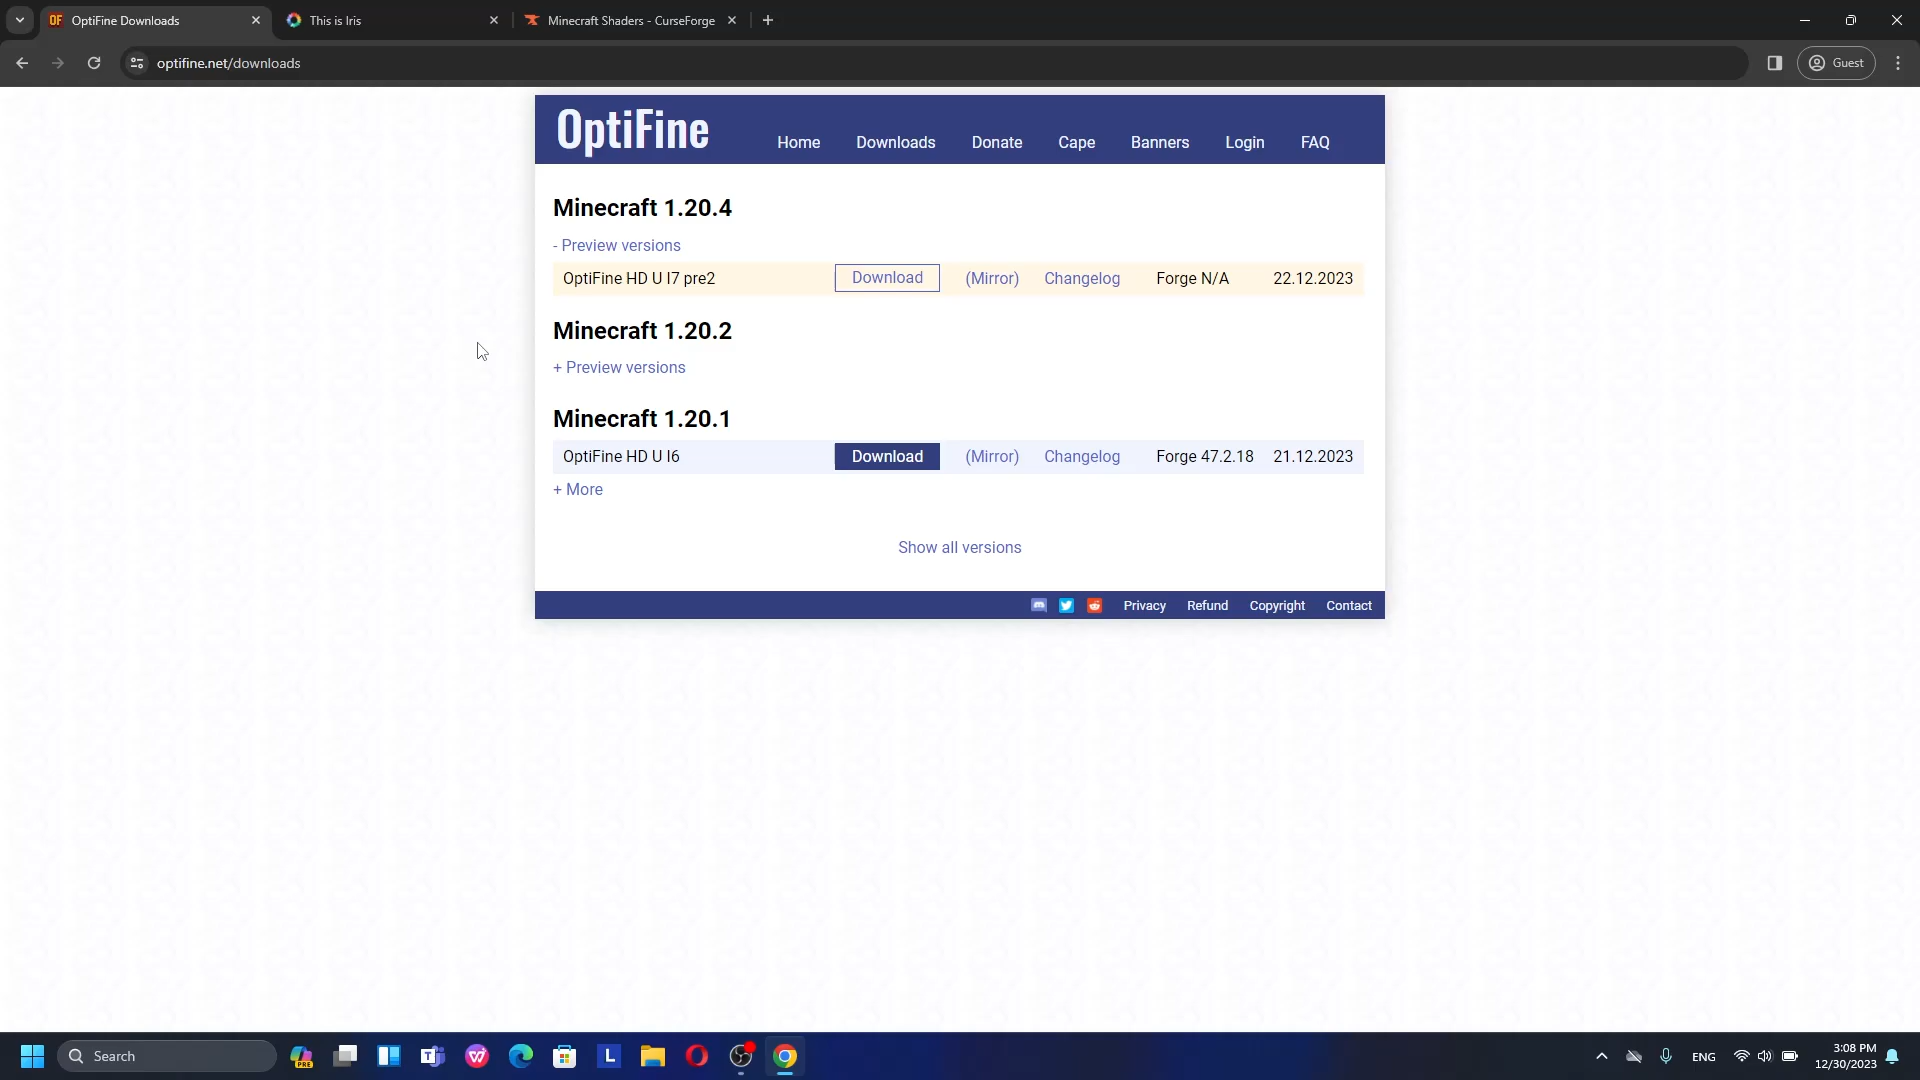 OptiFine Downloads
This is Iris
Minecraft Shaders - CurseForge
optifine.net/downloads
Guest
OptiFine
Home Downloads Donate Cape Banners Login FAQ
Minecraft 1.20.4
- Preview versions
OptiFine HD U I7 pre2 Download (Mirror) Changelog Forge N/A 22.12.2023
Minecraft 1.20.2
+ Preview versions
Minecraft 1.20.1
OptiFine HD U I6 Download (Mirror) Changelog Forge 47.2.18 21.12.2023
+ More
Show all versions
Privacy Refund Copyright Contact
Search
ENG
3:08 PM
12/30/2023